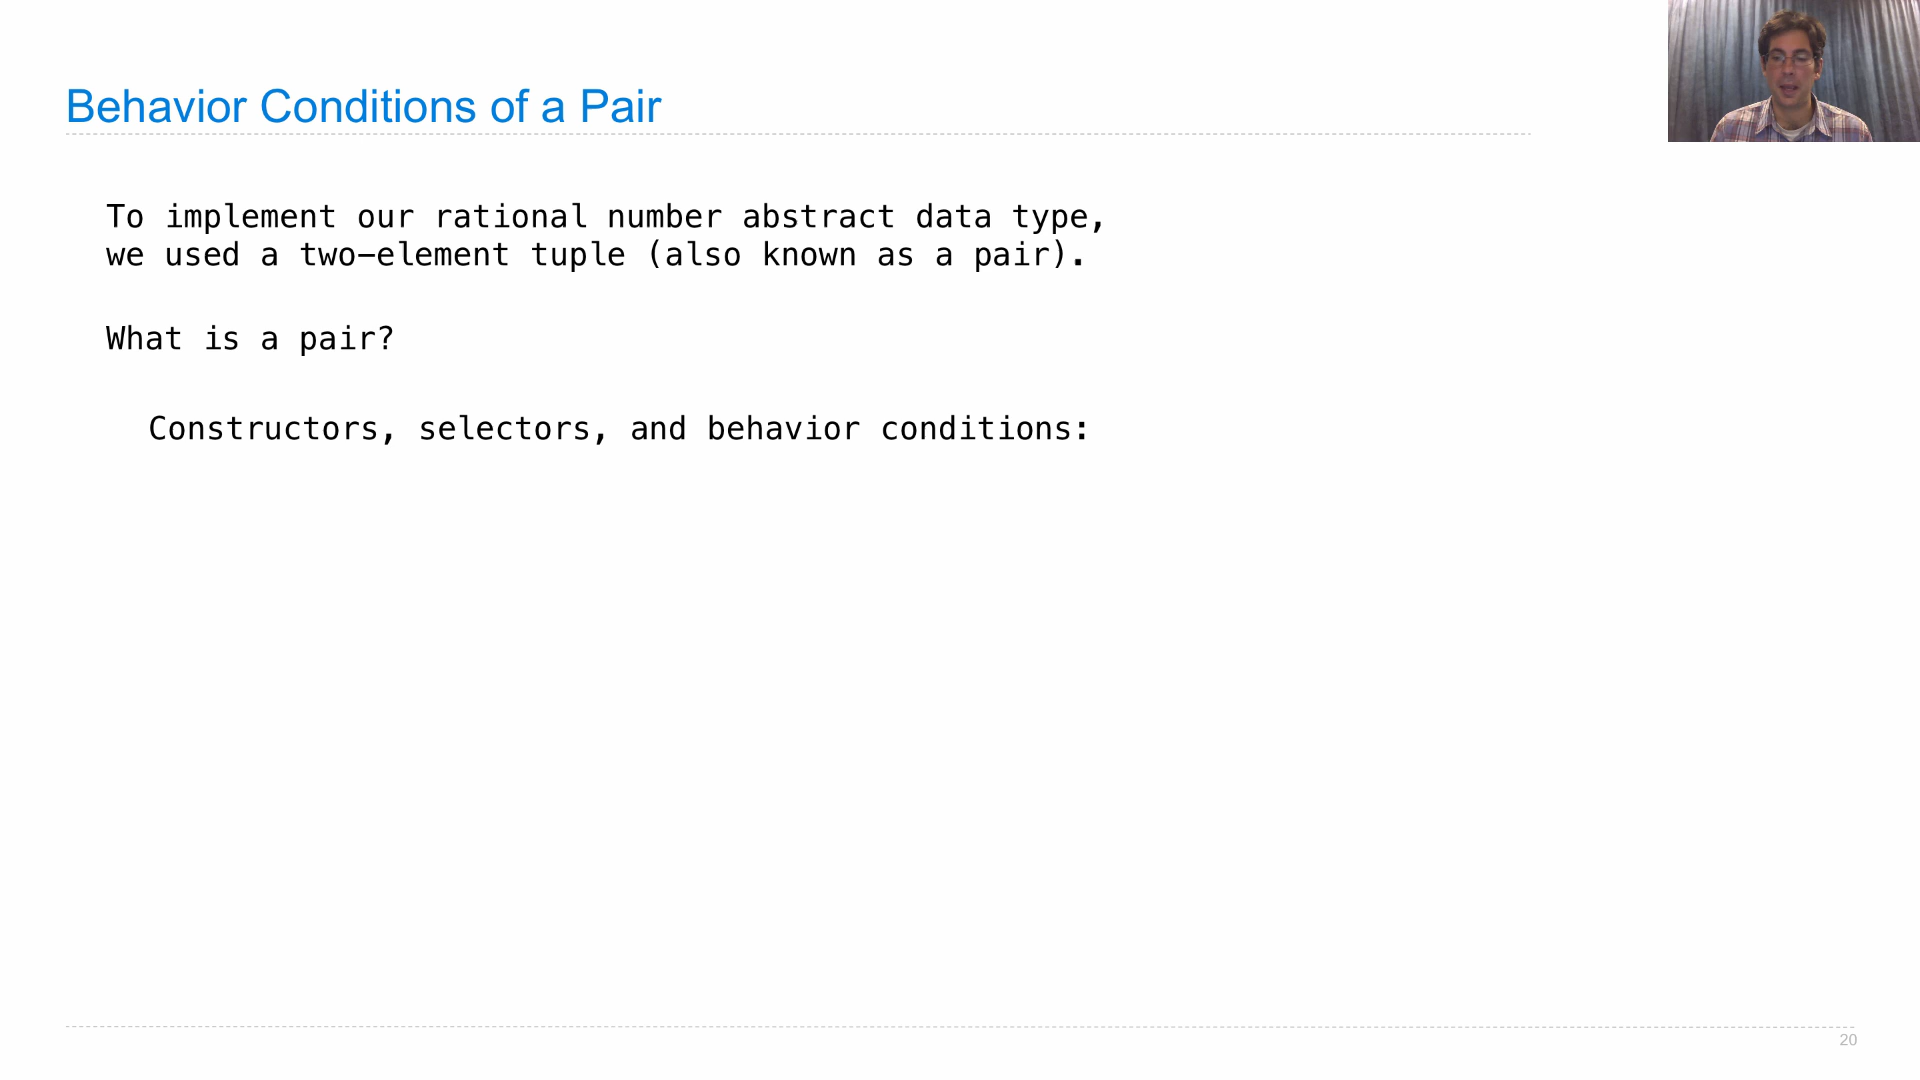 Behavior Conditions of a Pair
To implement our rational number abstract data type,
we used a two-element tuple (also known as a pair).
What is a pair?
Constructors, selectors, and behavior conditions:
20